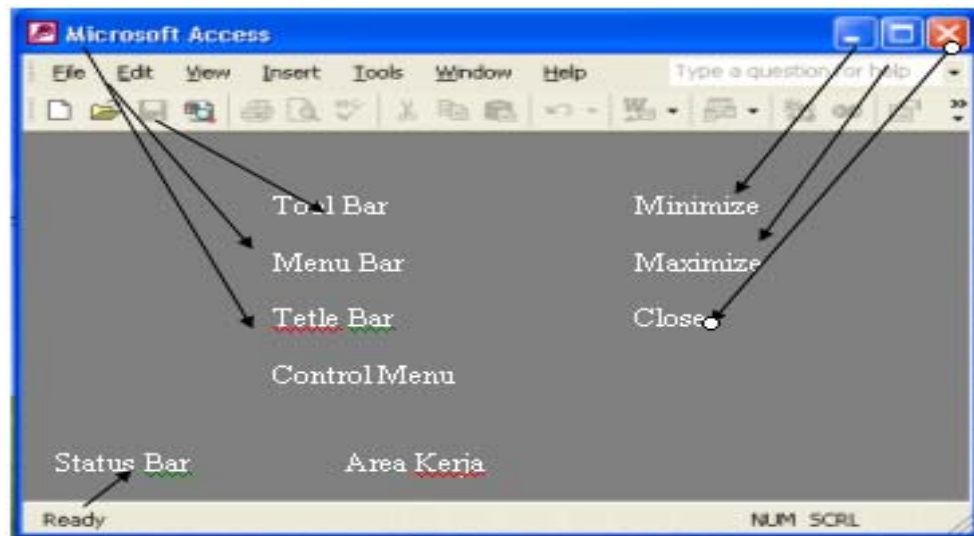 Microsoft Access
File Edit View Insert Tools Window Help Type a question for help
Tool Bar Minimize
Menu Bar Maximize
Tetle Bar Close
Control Menu
Status Bar Area Kerja
Ready NUM SCRL